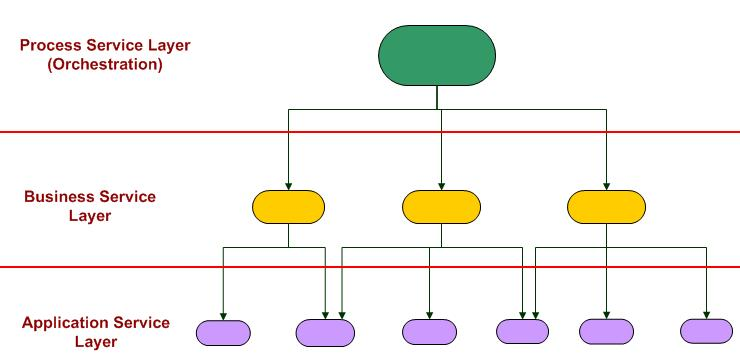 Process Service Layer
(Orchestration)
Business Service
Layer
Application Service
Layer